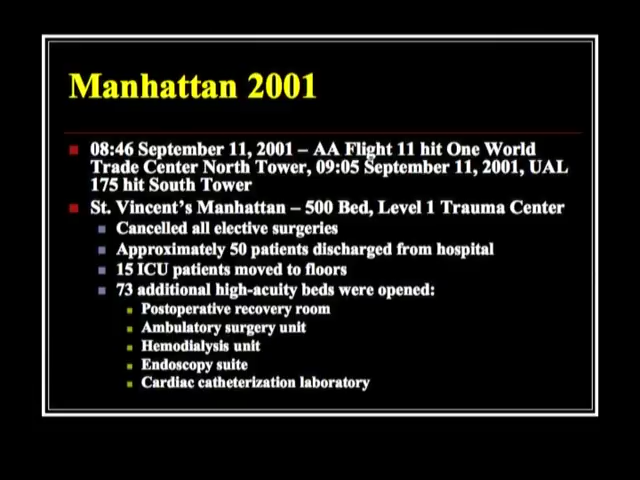 Manhattan 2001
08:46 September 11, 2001 – AA Flight 11 hit One World
Trade Center North Tower, 09:05 September 11, 2001, UAL
175 hit South Tower
St. Vincent's Manhattan – 500 Bed, Level 1 Trauma Center
Cancelled all elective surgeries
Approximately 50 patients discharged from hospital
15 ICU patients moved to floors
73 additional high-acuity beds were opened:
Postoperative recovery room
Ambulatory surgery unit
Hemodialysis unit
Endoscopy suite
Cardiac catheterization laboratory